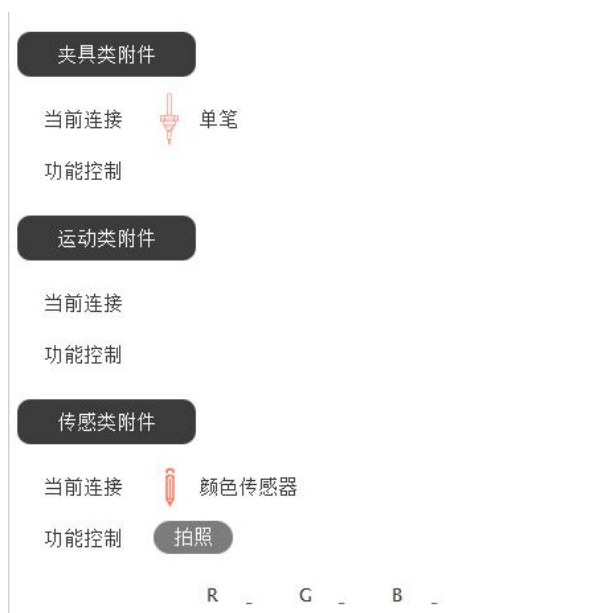 夹具类附件
当前连接 单笔
功能控制
运动类附件
当前连接
功能控制
传感类附件
当前连接 颜色传感器
功能控制 拍照
R - G - B -